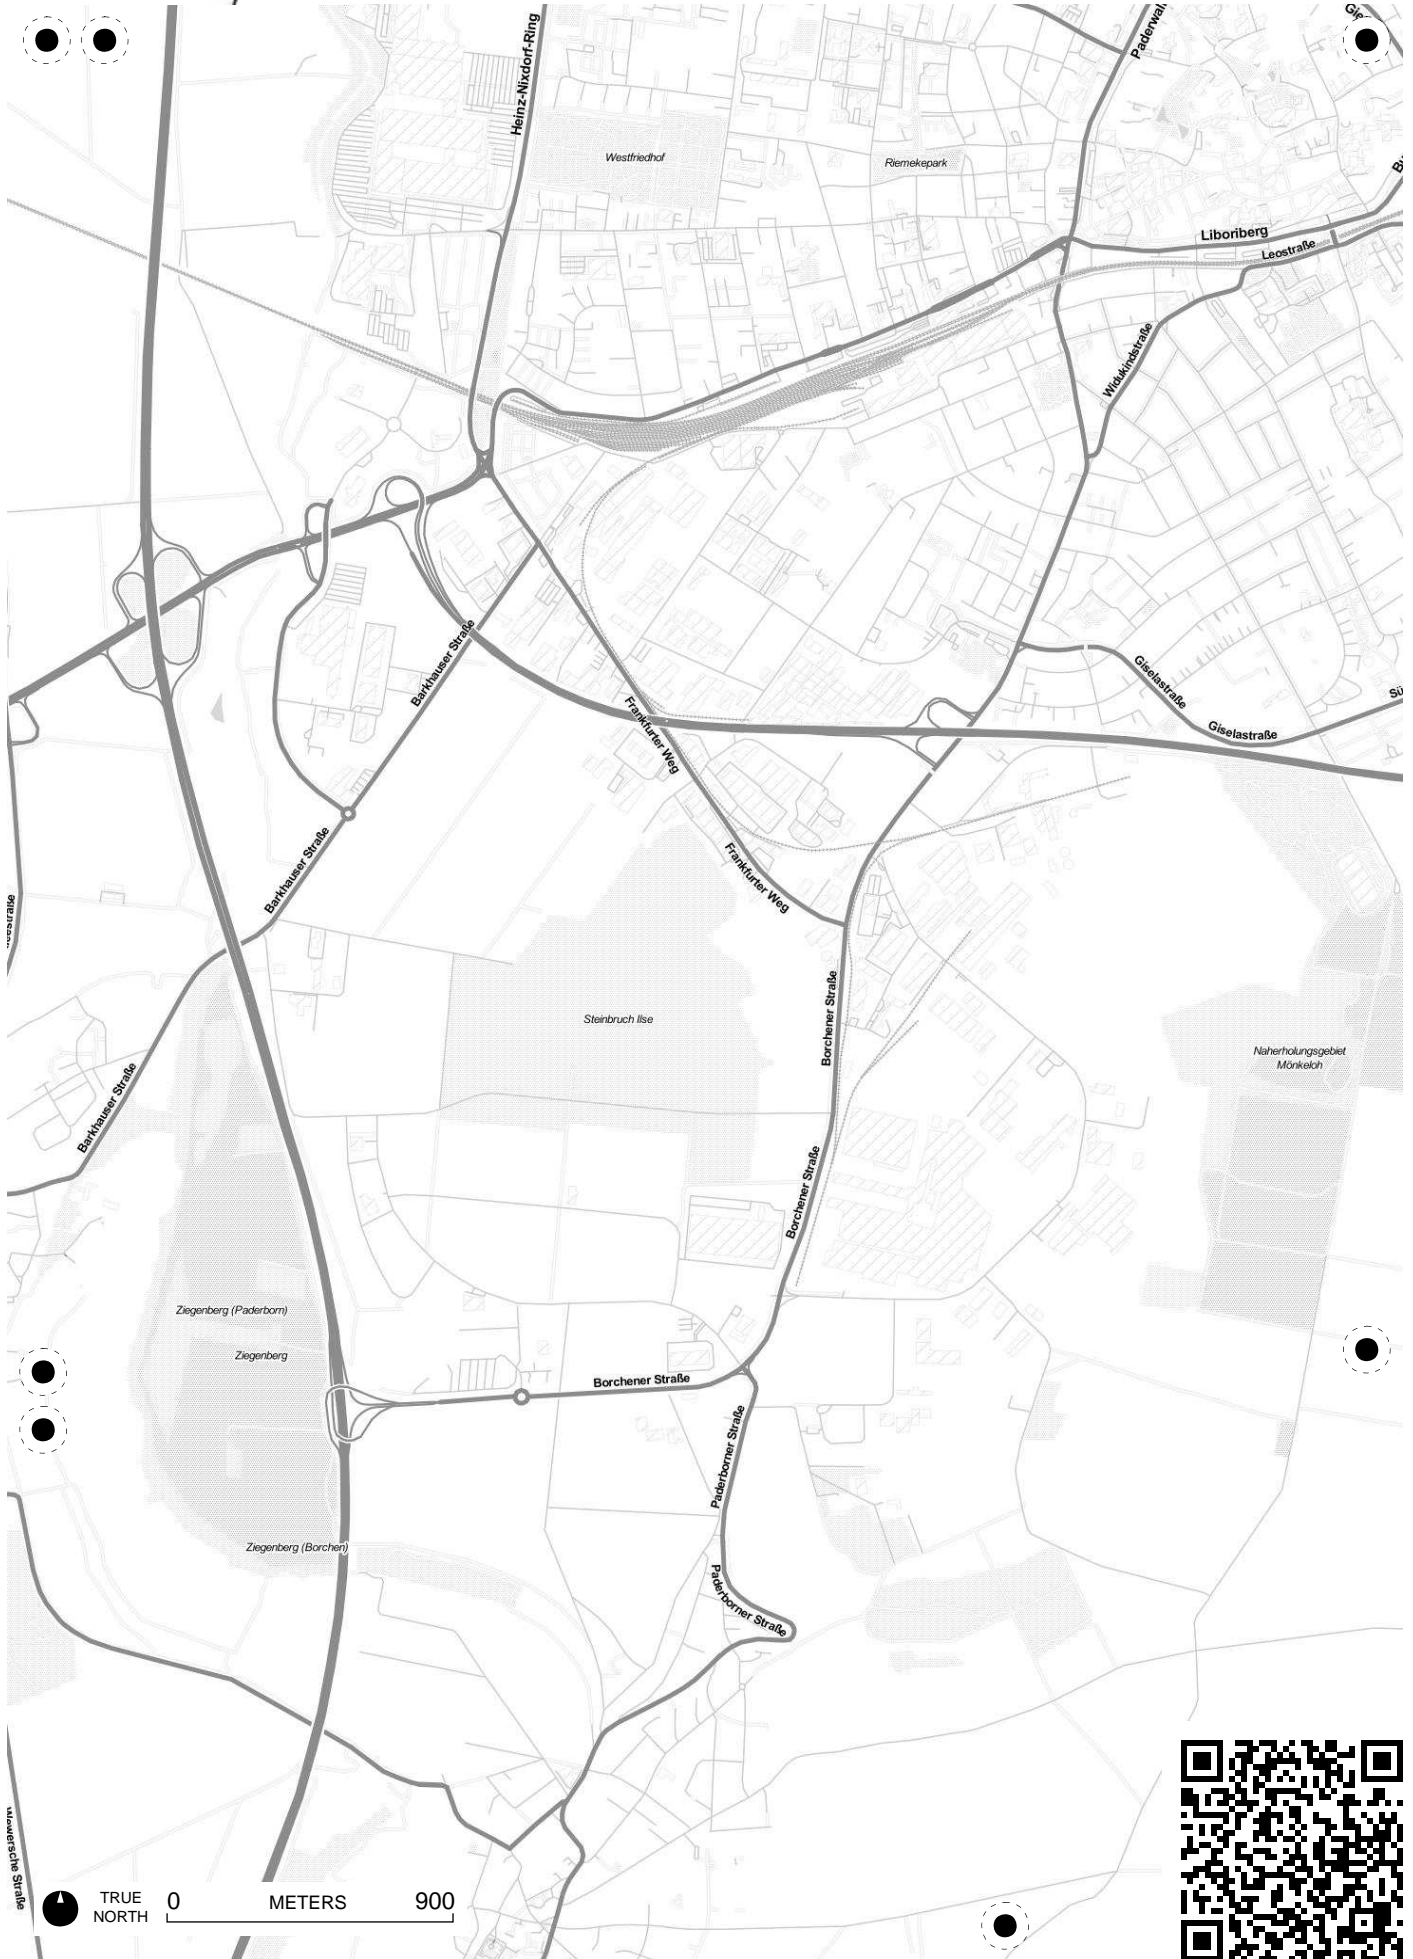 Heinz-Nixdorf-Ring
Westfriedhof
Riemekepark
Liboriberg
Leostraße
Widukindstraße
Barkhauser Straße
Frankfurter Weg
Giselastraße
Giselastraße
Barkhauser Straße
Frankfurter Weg
Borchener Straße
Steinbruch Ilse
Naherholungsgebiet
Mönkeloh
Barkhauser Straße
Borchener Straße
Ziegenberg (Paderborn)
Ziegenberg
Borchener Straße
Paderborner Straße
Ziegenberg (Borchen)
Paderborner Straße
Wewersche Straße
TRUE
NORTH
0 METERS 900